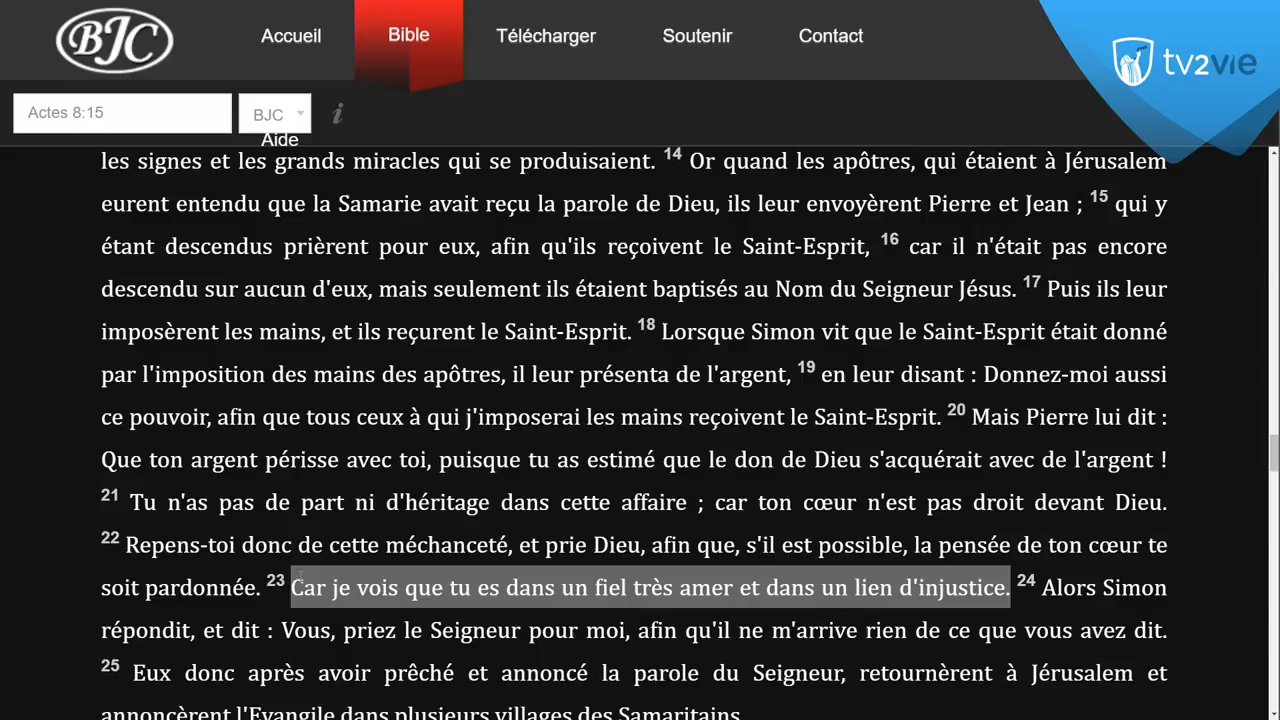 BJC
Accueil
Bible
Télécharger
Soutenir
Contact
tv2vie
Actes 8:15
BJC
i
Aide
les signes et les grands miracles qui se produisaient. 14 Or quand les apôtres, qui étaient à Jérusalem
eurent entendu que la Samarie avait reçu la parole de Dieu, ils leur envoyèrent Pierre et Jean ; 15 qui y
étant descendus prièrent pour eux, afin qu'ils reçoivent le Saint-Esprit, 16 car il n'était pas encore
descendu sur aucun d'eux, mais seulement ils étaient baptisés au Nom du Seigneur Jésus. 17 Puis ils leur
imposèrent les mains, et ils reçurent le Saint-Esprit. 18 Lorsque Simon vit que le Saint-Esprit était donné
par l'imposition des mains des apôtres, il leur présenta de l'argent, 19 en leur disant : Donnez-moi aussi
ce pouvoir, afin que tous ceux à qui j'imposerai les mains reçoivent le Saint-Esprit. 20 Mais Pierre lui dit :
Que ton argent périsse avec toi, puisque tu as estimé que le don de Dieu s'acquérait avec de l'argent !
21 Tu n'as pas de part ni d'héritage dans cette affaire ; car ton cœur n'est pas droit devant Dieu.
22 Repens-toi donc de cette méchanceté, et prie Dieu, afin que, s'il est possible, la pensée de ton cœur te
soit pardonnée. 23 Car je vois que tu es dans un fiel très amer et dans un lien d'injustice. 24 Alors Simon
répondit, et dit : Vous, priez le Seigneur pour moi, afin qu'il ne m'arrive rien de ce que vous avez dit.
25 Eux donc après avoir prêché et annoncé la parole du Seigneur, retournèrent à Jérusalem et
annoncèrent l'Evangile dans plusieurs villages des Samaritains.